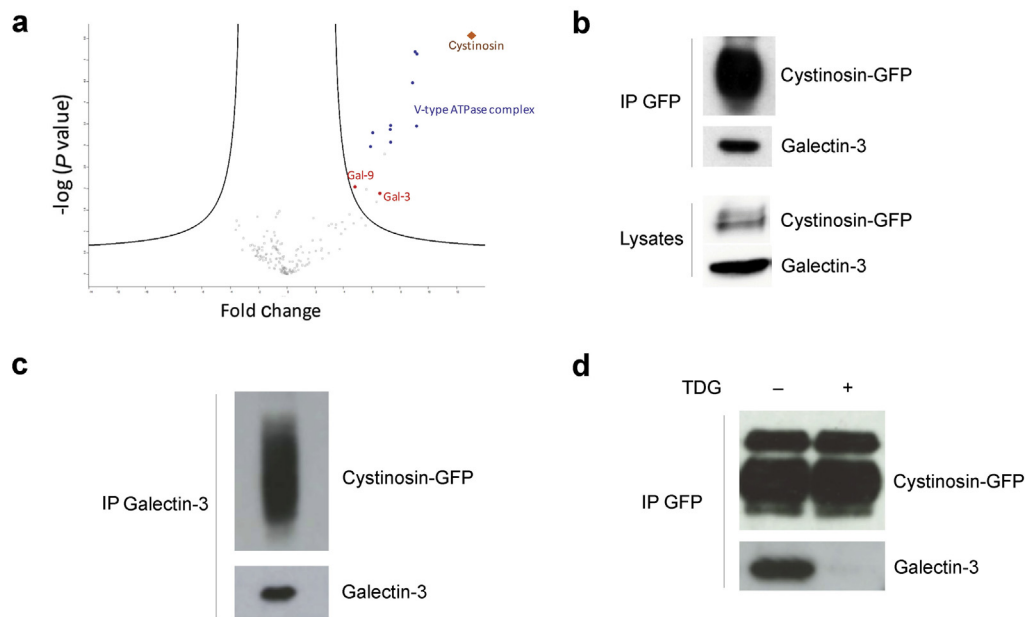 a
Cystinosin
V-type ATPase complex
Gal-9
Gal-3
-log (P value)
Fold change
b
IP GFP
Cystinosin-GFP
Galectin-3
Lysates
Cystinosin-GFP
Galectin-3
c
IP Galectin-3
Cystinosin-GFP
Galectin-3
d
TDG – +
IP GFP
Cystinosin-GFP
Galectin-3